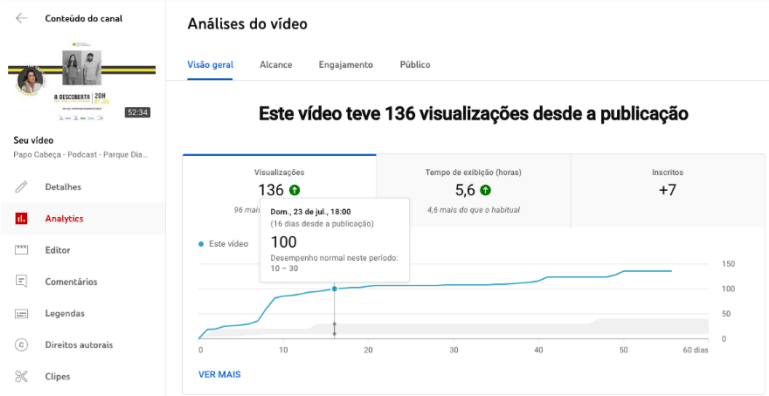 Conteúdo do canal
A DESCOBERTA 20H
52:34
Seu vídeo
Papo Cabeça - Podcast - Parque Dia...
Detalhes
Analytics
Editor
Comentários
Legendas
Direitos autorais
Clipes
Análises do vídeo
Visão geral Alcance Engajamento Público
Este vídeo teve 136 visualizações desde a publicação
Visualizações
136
96 mai
Tempo de exibição (horas)
5,6
4,6 mais do que o habitual
Inscritos
+7
Dom., 23 de jul., 18:00
(16 dias desde a publicação)
100
Desempenho normal neste período:
10 – 30
Este vídeo
150
100
50
0
0 10 20 30 40 50 60 dias
VER MAIS